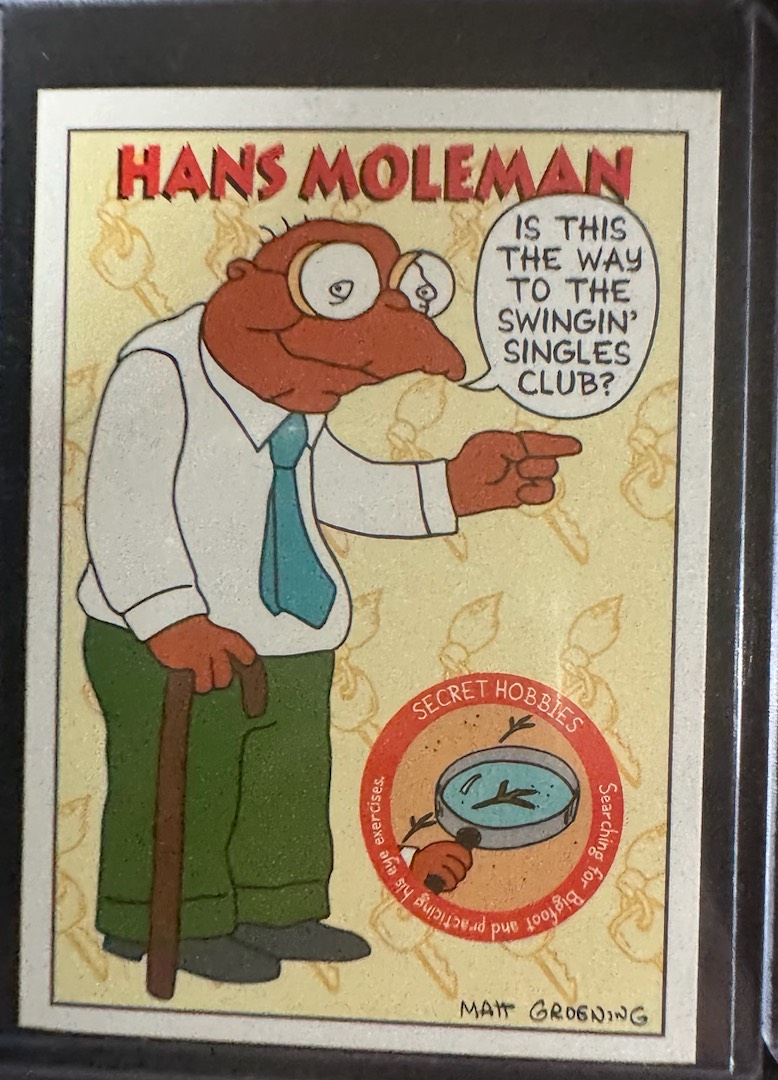 HANS MOLEMAN
IS THIS
THE WAY
TO THE
SWINGIN'
SINGLES
CLUB?
SECRET HOBBIES
Searching for Bigfoot and practicing his eye exercises.
MATT GROENING